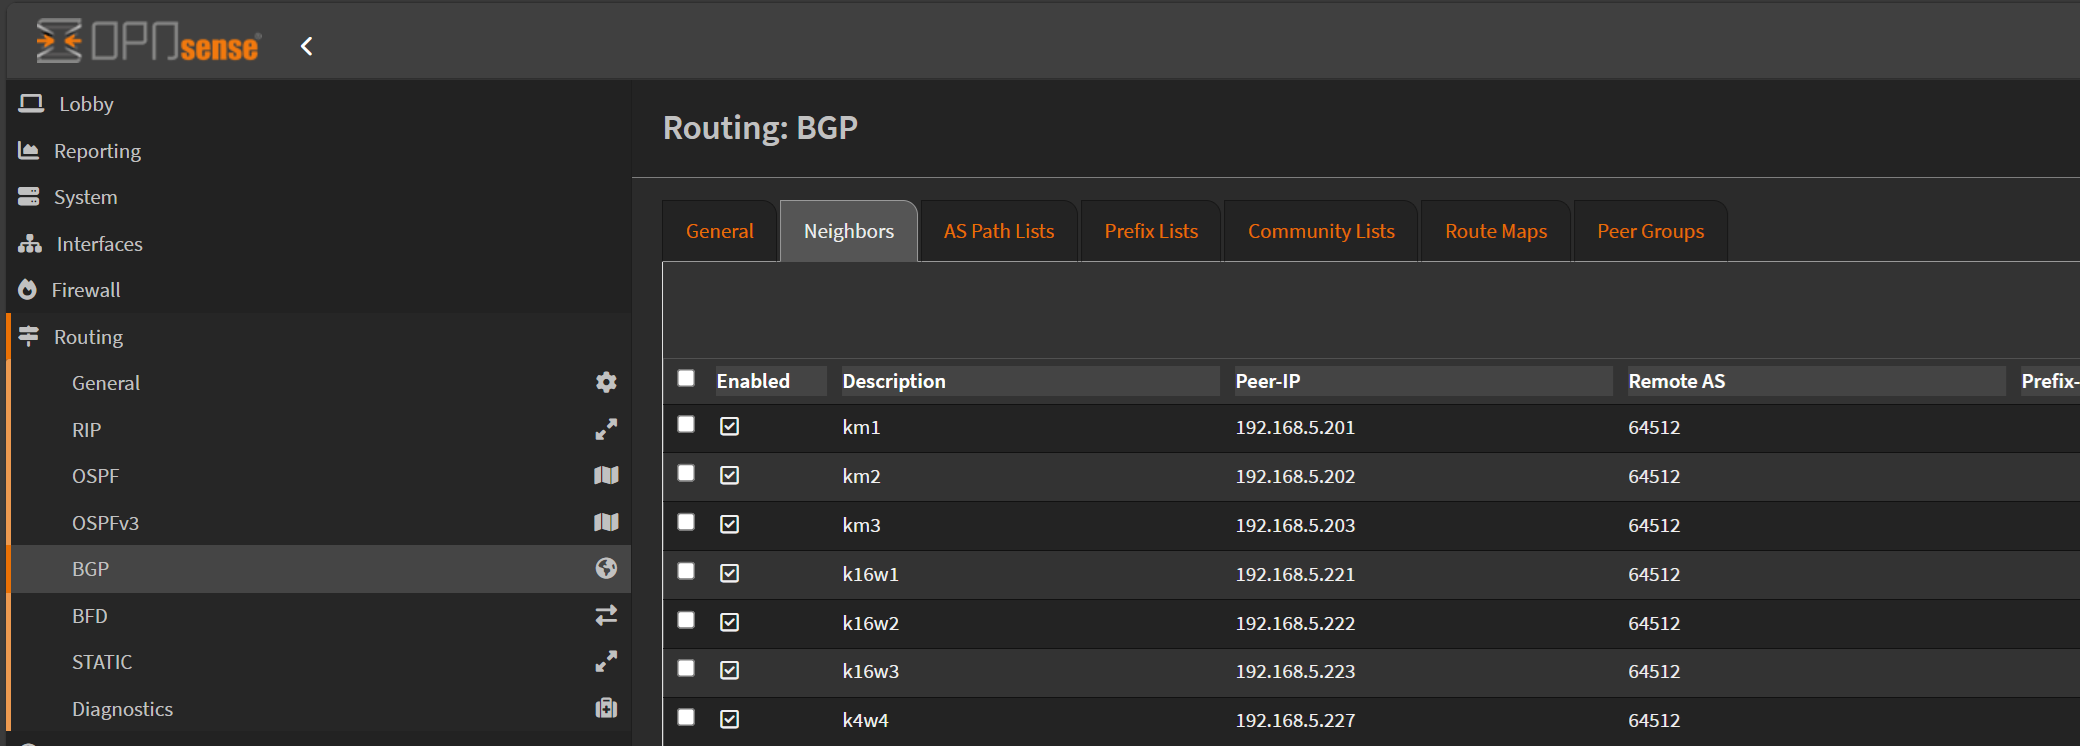 OPNsense®
Lobby
Reporting
System
Interfaces
Firewall
Routing
General
RIP
OSPF
OSPFv3
BGP
BFD
STATIC
Diagnostics
Routing: BGP
General Neighbors AS Path Lists Prefix Lists Community Lists Route Maps Peer Groups
Enabled Description Peer-IP Remote AS Prefix-
km1 192.168.5.201 64512
km2 192.168.5.202 64512
km3 192.168.5.203 64512
k16w1 192.168.5.221 64512
k16w2 192.168.5.222 64512
k16w3 192.168.5.223 64512
k4w4 192.168.5.227 64512